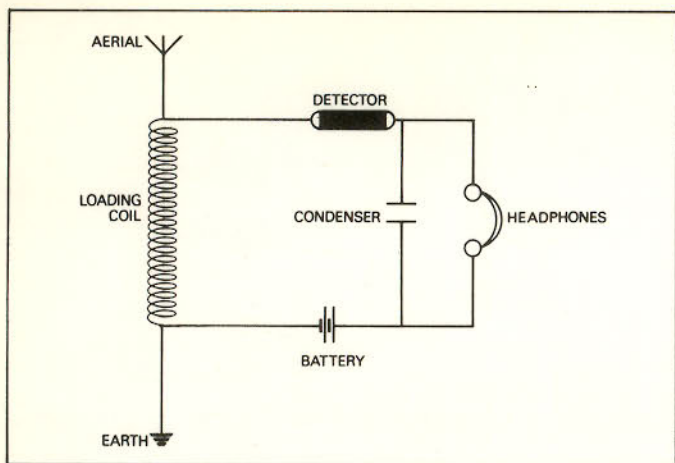 AERIAL
DETECTOR
LOADING
COIL
CONDENSER
HEADPHONES
BATTERY
EARTH